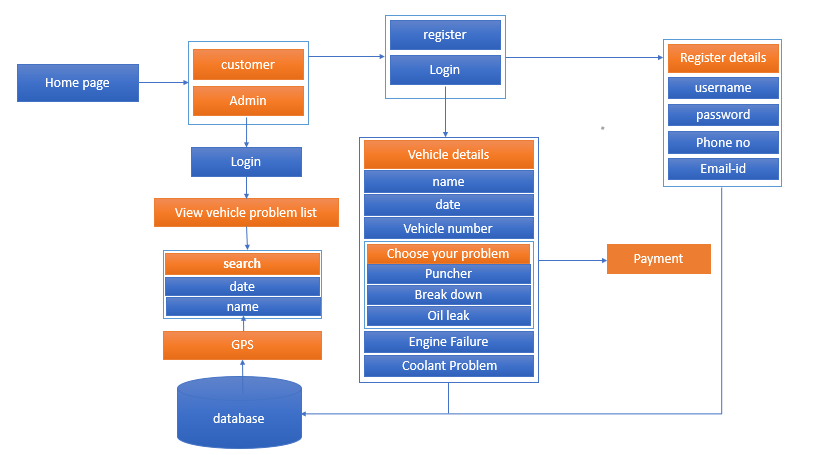 Home page
customer
Admin
Login
View vehicle problem list
search
date
name
GPS
database
register
Login
Vehicle details
name
date
Vehicle number
Choose your problem
Puncher
Break down
Oil leak
Engine Failure
Coolant Problem
Payment
Register details
username
password
Phone no
Email-id